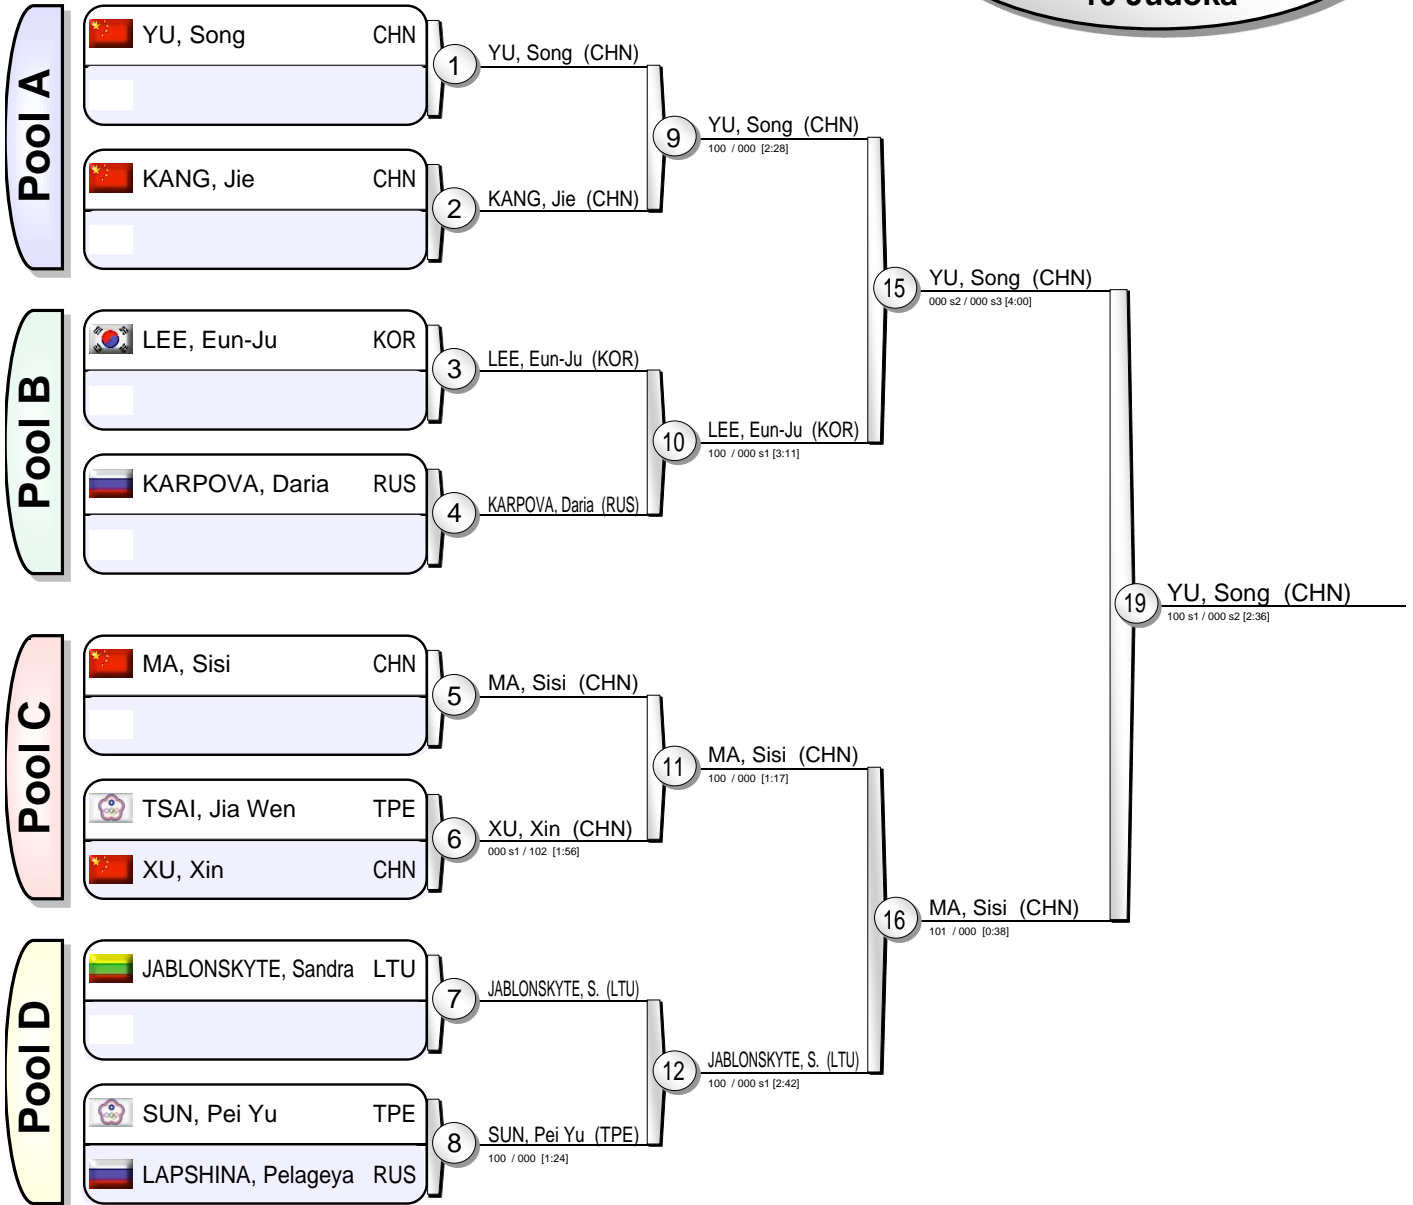 10 Judoka
Pool A
YU, Song CHN
KANG, Jie CHN
1
YU, Song (CHN)
2
KANG, Jie (CHN)
9
YU, Song (CHN)
100 / 000 [2:28]
Pool B
LEE, Eun-Ju KOR
KARPOVA, Daria RUS
3
LEE, Eun-Ju (KOR)
4
KARPOVA, Daria (RUS)
10
LEE, Eun-Ju (KOR)
100 / 000 s1 [3:11]
15
YU, Song (CHN)
000 s2 / 000 s3 [4:00]
Pool C
MA, Sisi CHN
TSAI, Jia Wen TPE
XU, Xin CHN
5
MA, Sisi (CHN)
6
XU, Xin (CHN)
000 s1 / 102 [1:56]
11
MA, Sisi (CHN)
100 / 000 [1:17]
Pool D
JABLONSKYTE, Sandra LTU
SUN, Pei Yu TPE
LAPSHINA, Pelageya RUS
7
JABLONSKYTE, S. (LTU)
8
SUN, Pei Yu (TPE)
100 / 000 [1:24]
12
JABLONSKYTE, S. (LTU)
100 / 000 s1 [2:42]
16
MA, Sisi (CHN)
101 / 000 [0:38]
19
YU, Song (CHN)
100 s1 / 000 s2 [2:36]